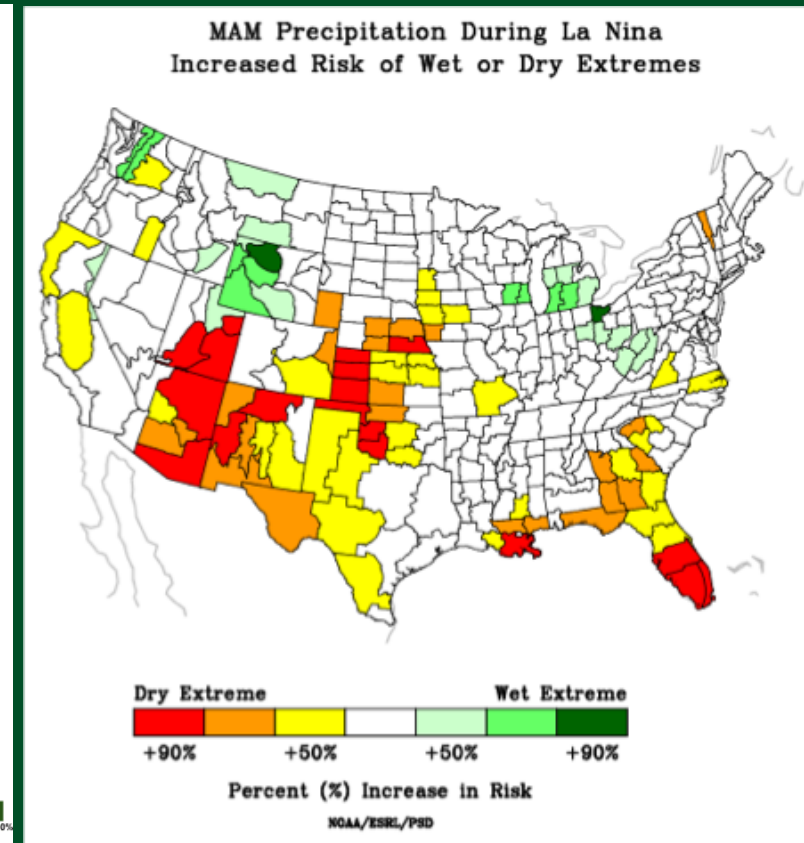 MAM Precipitation During La Nina
Increased Risk of Wet or Dry Extremes
Dry Extreme
Wet Extreme
+90%
+50%
+50%
+90%
Percent (%) Increase in Risk
NOAA/ESRL/PSD
0%